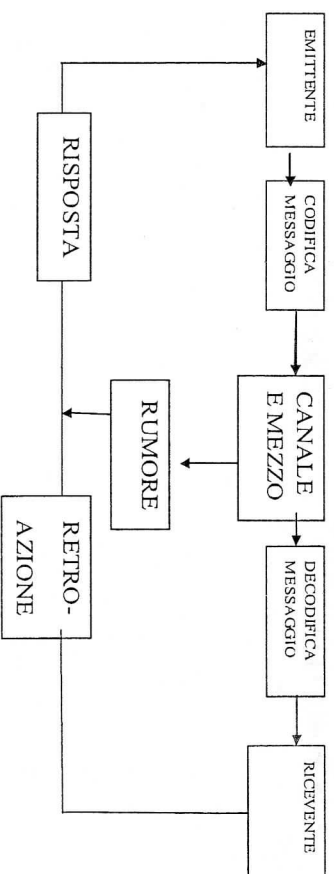 EMITTENTE
CODIFICA
MESSAGGIO
CANALE
E MEZZO
DECODIFICA
MESSAGGIO
RICEVENTE
RUMORE
RISPOSTA
RETRO-
AZIONE